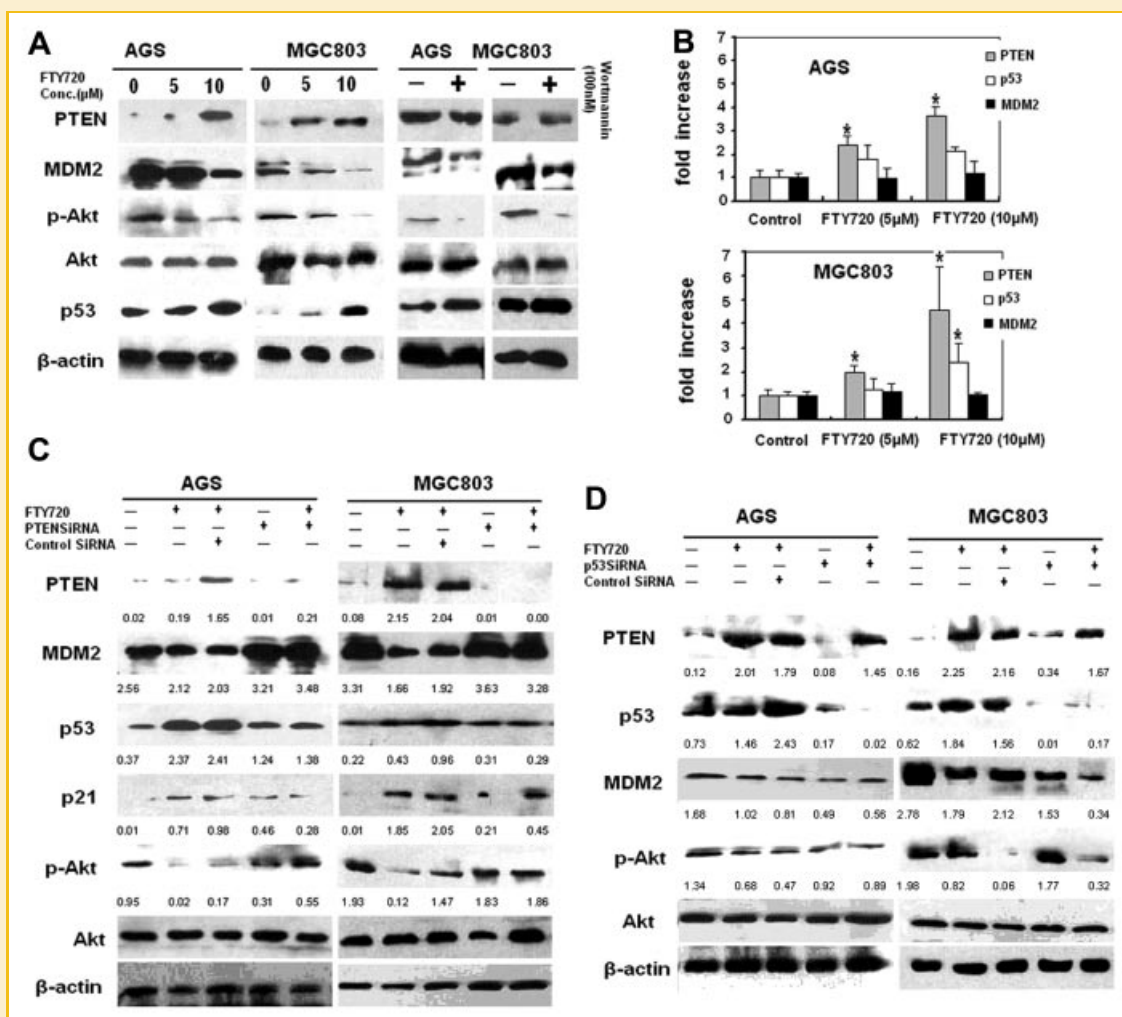 A
AGS MGC803 AGS MGC803
FTY720
Conc.(µM)
0 5 10 0 5 10 − + − +
Wortmannin
(100nM)
PTEN
MDM2
p-Akt
Akt
p53
β-actin
B
fold increase
7
6
5
4
3
2
1
0
AGS
PTEN
p53
MDM2
* *
Control FTY720 (5µM) FTY720 (10µM)
fold increase
7
6
5
4
3
2
1
0
MGC803
PTEN
p53
MDM2
* * *
Control FTY720 (5µM) FTY720 (10µM)
C
AGS MGC803
FTY720 − + + − + − + + − +
PTENSiRNA − − − + + − − − + +
Control SiRNA − − + − − + −
PTEN
0.02 0.19 1.65 0.01 0.21 0.08 2.15 2.04 0.01 0.00
MDM2
2.56 2.12 2.03 3.21 3.48 3.31 1.66 1.92 3.63 3.28
p53
0.37 2.37 2.41 1.24 1.38 0.22 0.43 0.96 0.31 0.29
p21
0.01 0.71 0.98 0.46 0.28 0.01 1.85 2.05 0.21 0.45
p-Akt
0.95 0.02 0.17 0.31 0.55 1.93 0.12 1.47 1.83 1.86
Akt
β-actin
D
AGS MGC803
FTY720 − + + − + − + + − +
p53SiRNA − − − + + − − − + +
Control SiRNA − − + − − − + −
PTEN
0.12 2.01 1.79 0.08 1.45 0.16 2.25 2.16 0.34 1.67
p53
0.73 1.46 2.43 0.17 0.02 0.62 1.84 1.56 0.01 0.17
MDM2
1.68 1.02 0.81 0.49 0.56 2.78 1.79 2.12 1.53 0.34
p-Akt
1.34 0.68 0.47 0.92 0.89 1.98 0.82 0.06 1.77 0.32
Akt
β-actin